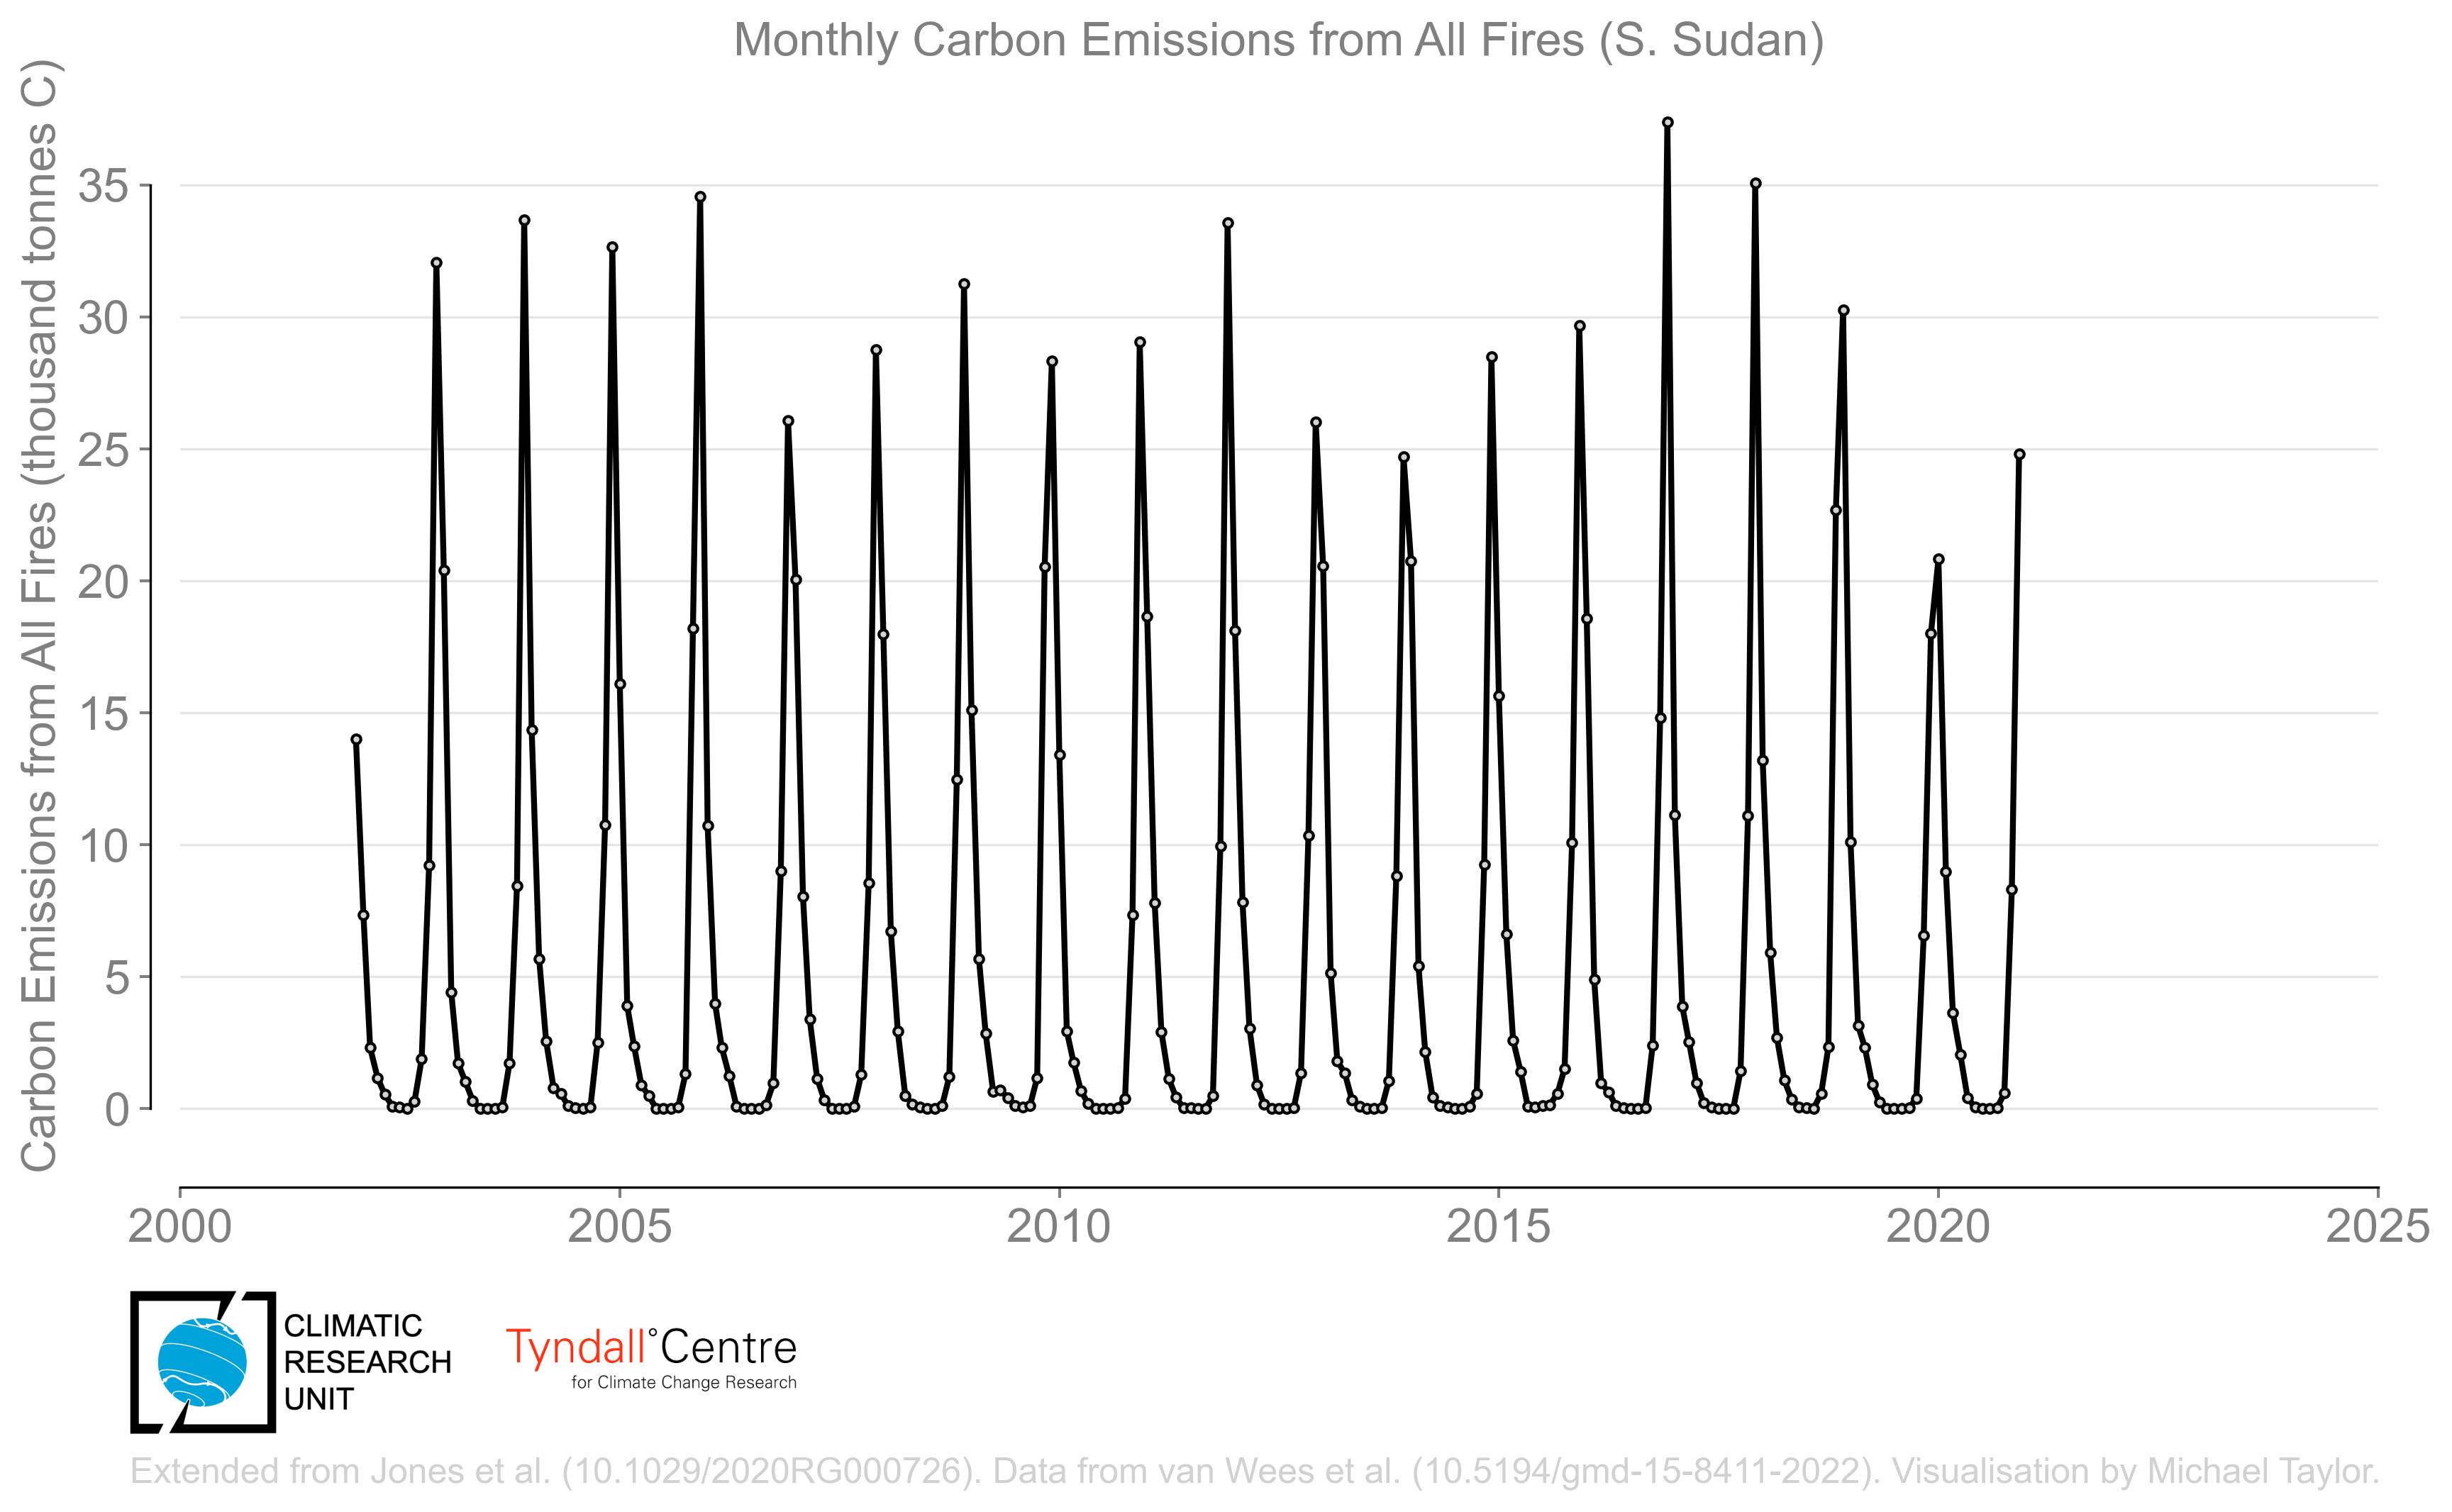 Monthly Carbon Emissions from All Fires (S. Sudan)
Carbon Emissions from All Fires (thousand tonnes C)
35
30
25
20
15
10
5
0
2000 2005 2010 2015 2020 2025
CLIMATIC
RESEARCH
UNIT
Tyndall°Centre
for Climate Change Research
Extended from Jones et al. (10.1029/2020RG000726). Data from van Wees et al. (10.5194/gmd-15-8411-2022). Visualisation by Michael Taylor.